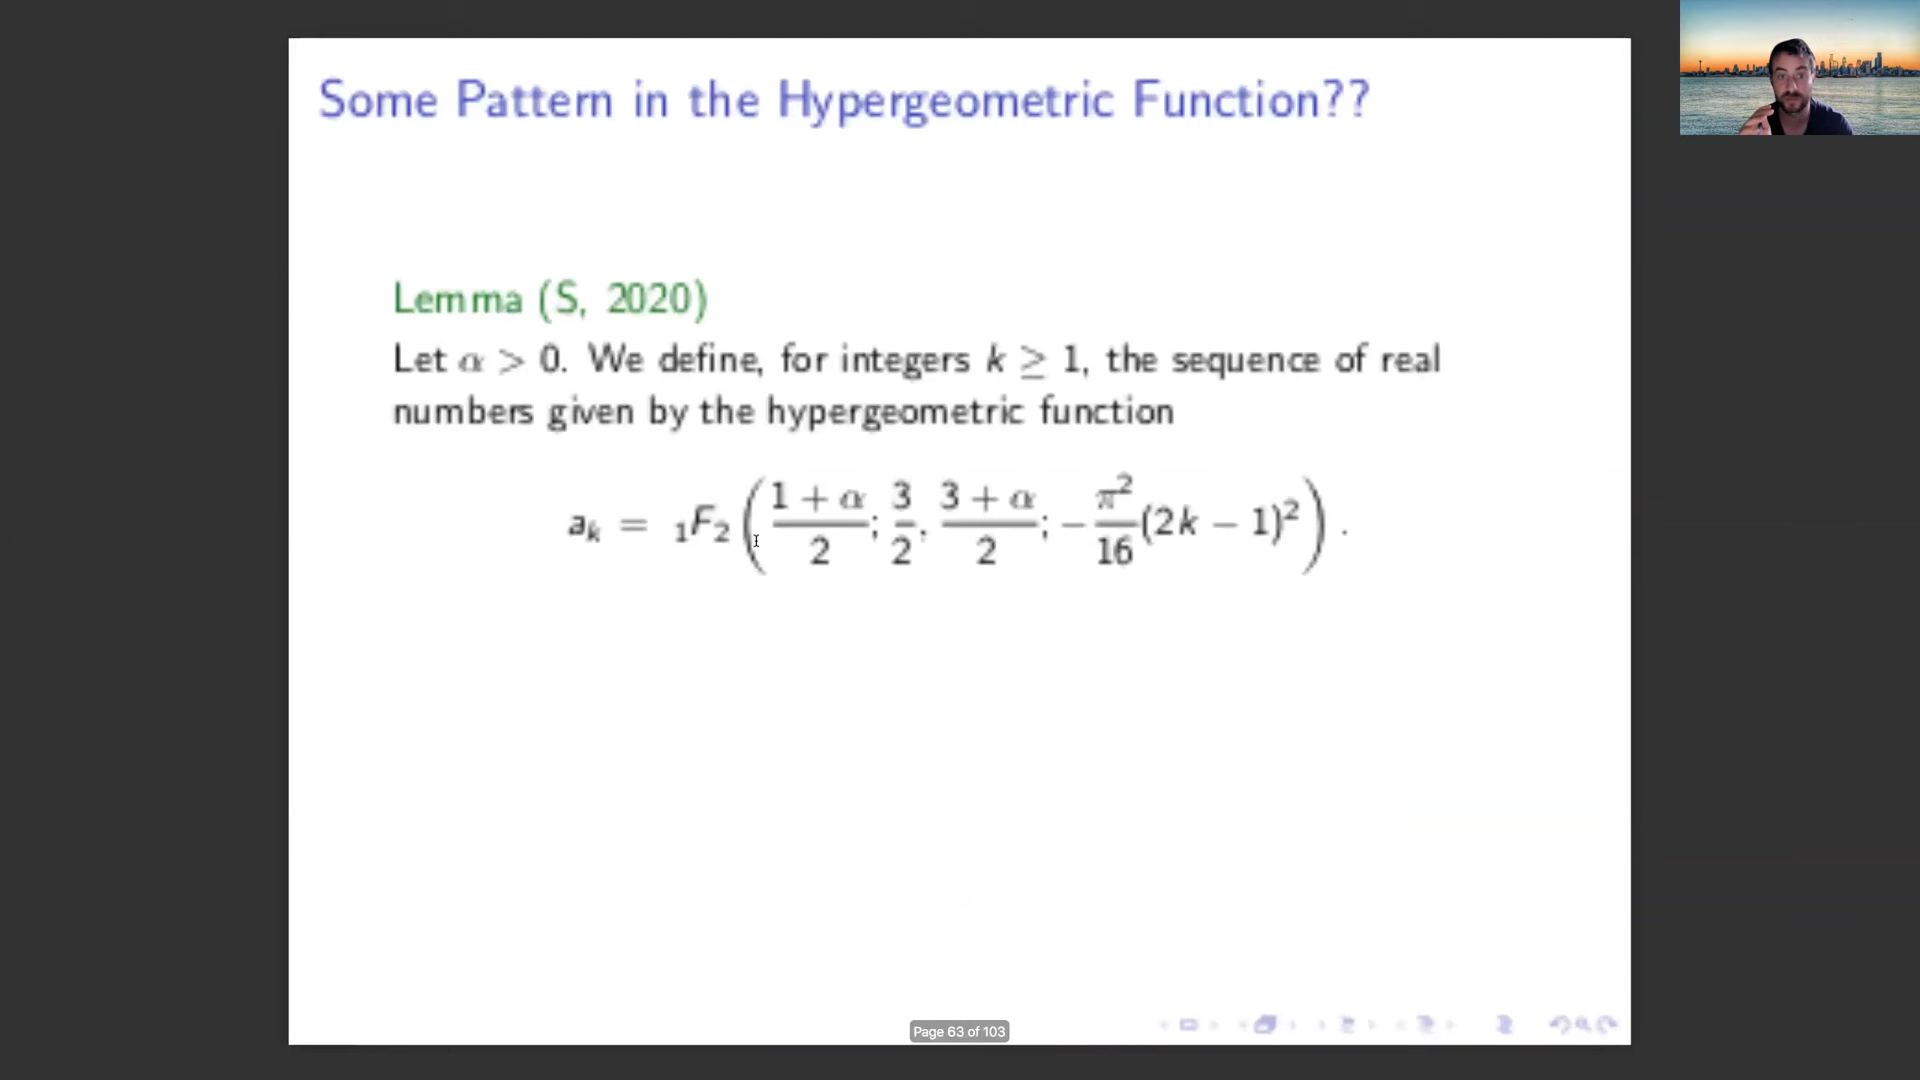 Some Pattern in the Hypergeometric Function??
Lemma (S, 2020)
Let α > 0. We define, for integers k ≥ 1, the sequence of real
numbers given by the hypergeometric function
a_k = ₁F₂ ( (1 + α)/2 ; 3/2 , (3 + α)/2 ; − π²/16 (2k − 1)² ) .
Page 63 of 103